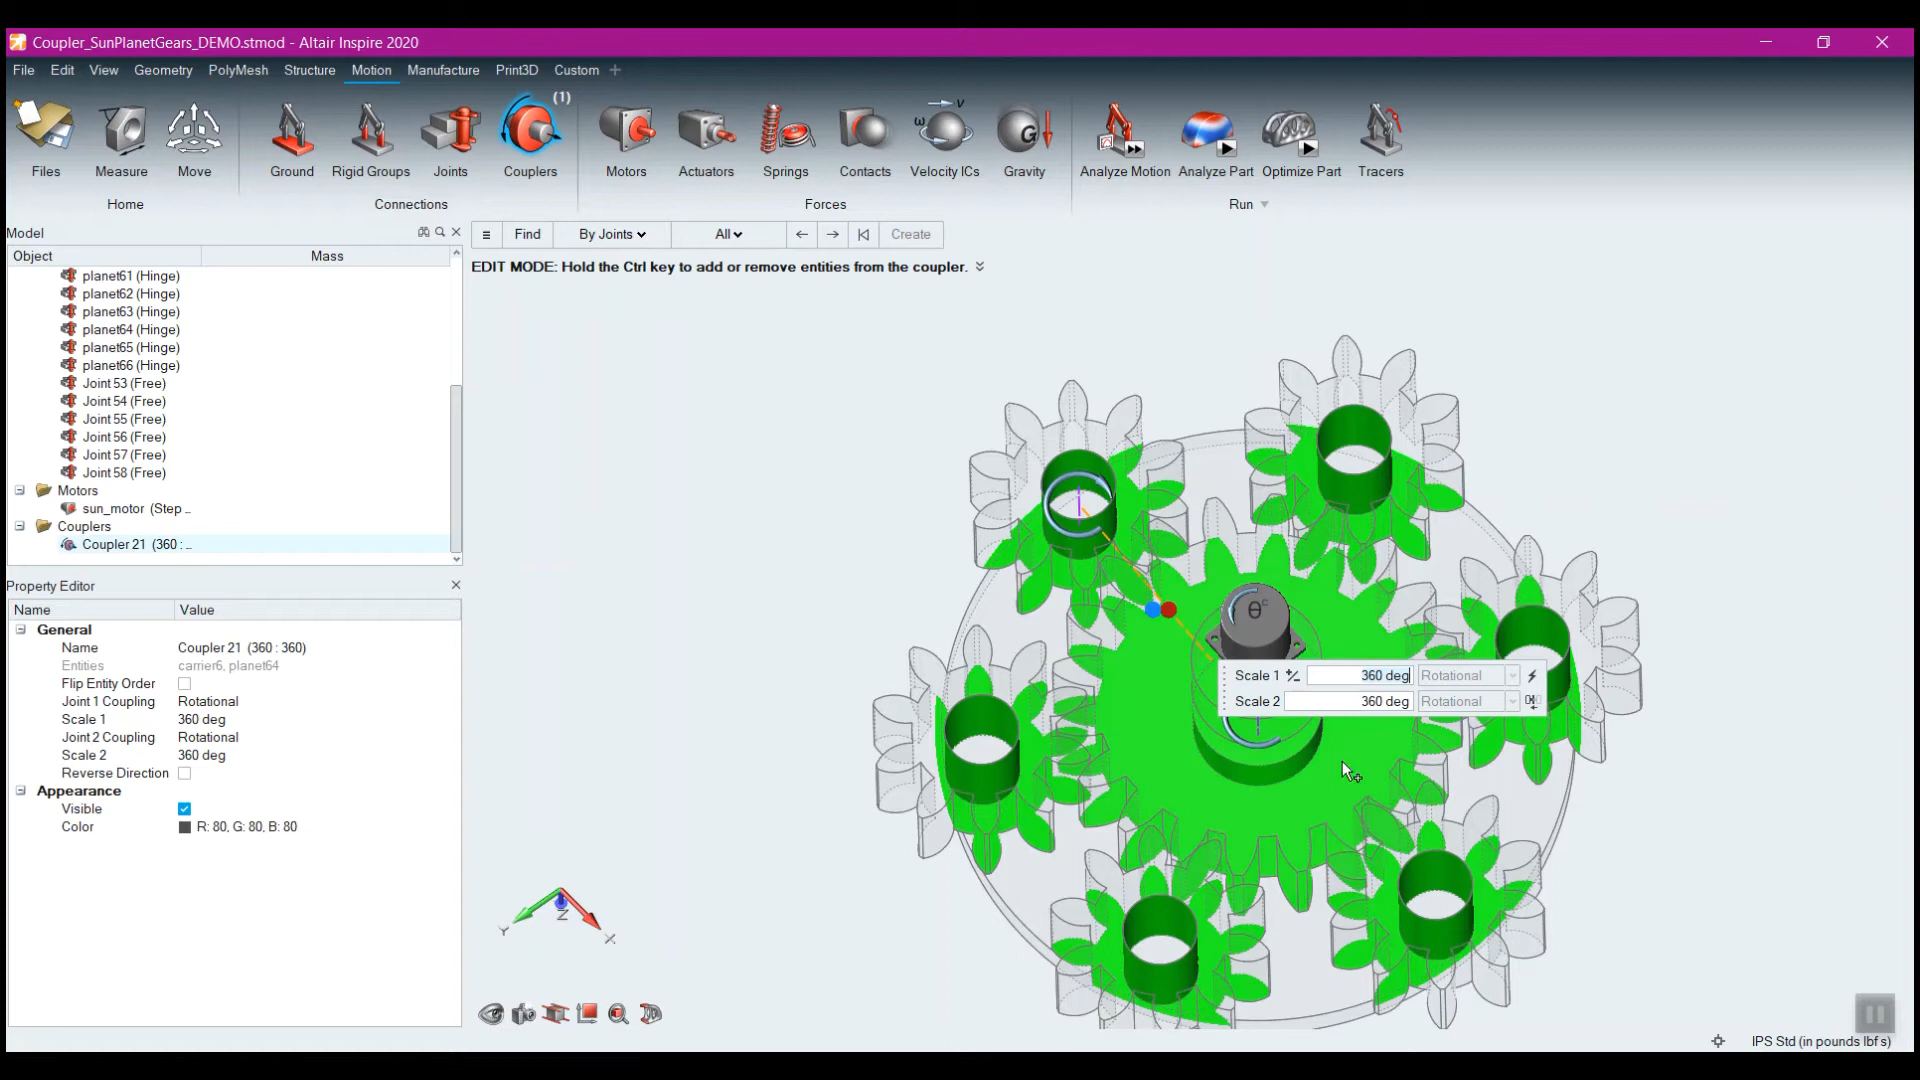 Coupler_SunPlanetGears_DEMO.stmod - Altair Inspire 2020
File Edit View Geometry PolyMesh Structure Motion Manufacture Print3D Custom +
(1)
Files Measure Move Ground Rigid Groups Joints Couplers Motors Actuators Springs Contacts Velocity ICs Gravity Analyze Motion Analyze Part Optimize Part Tracers
Home Connections Forces Run
Model
Find By Joints All Create
Object Mass
EDIT MODE: Hold the Ctrl key to add or remove entities from the coupler.
planet61 (Hinge)
planet62 (Hinge)
planet63 (Hinge)
planet64 (Hinge)
planet65 (Hinge)
planet66 (Hinge)
Joint 53 (Free)
Joint 54 (Free)
Joint 55 (Free)
Joint 56 (Free)
Joint 57 (Free)
Joint 58 (Free)
Motors
sun_motor (Step ..
Couplers
Coupler 21 (360 : ..
Property Editor
Name Value
General
Name Coupler 21 (360 : 360)
Entities carrier6, planet64
Flip Entity Order
Joint 1 Coupling Rotational
Scale 1 360 deg
Joint 2 Coupling Rotational
Scale 2 360 deg
Reverse Direction
Appearance
Visible
Color R: 80, G: 80, B: 80
θc
Scale 1 360 deg Rotational
Scale 2 360 deg Rotational
Y Z X
IPS Std (in pounds lbf s)